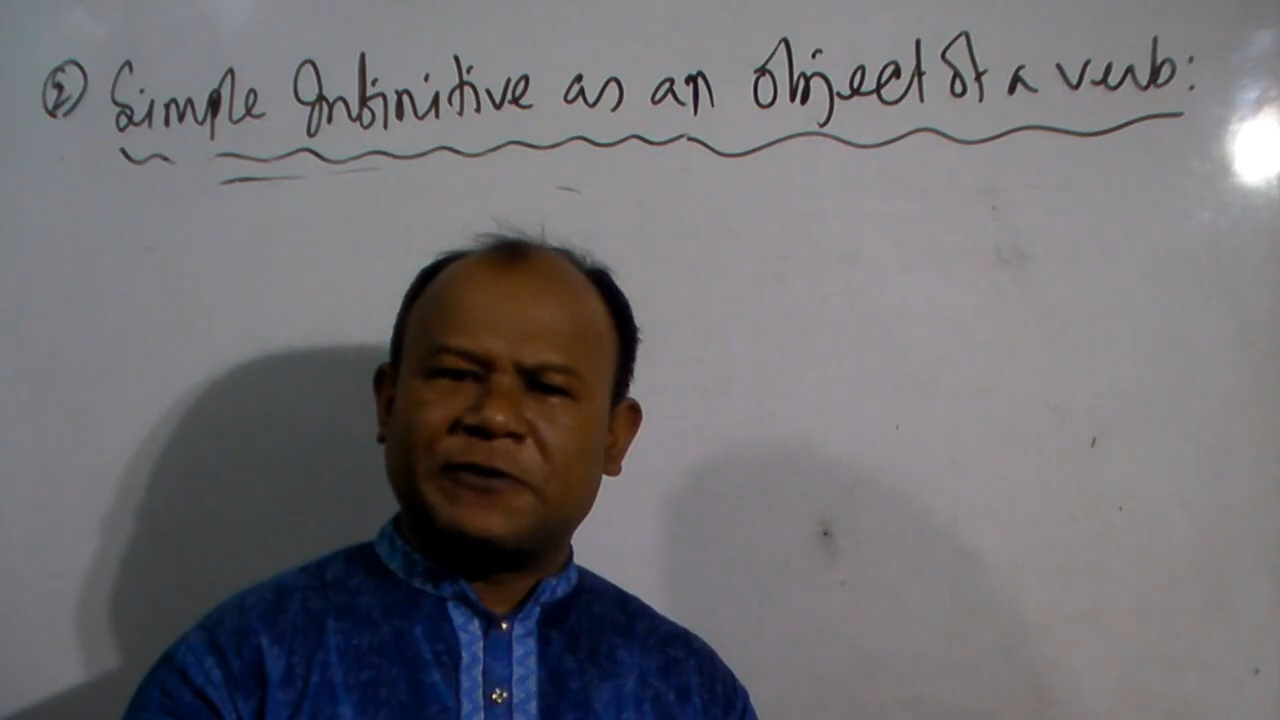 ② Simple Infinitive as an object of a verb: